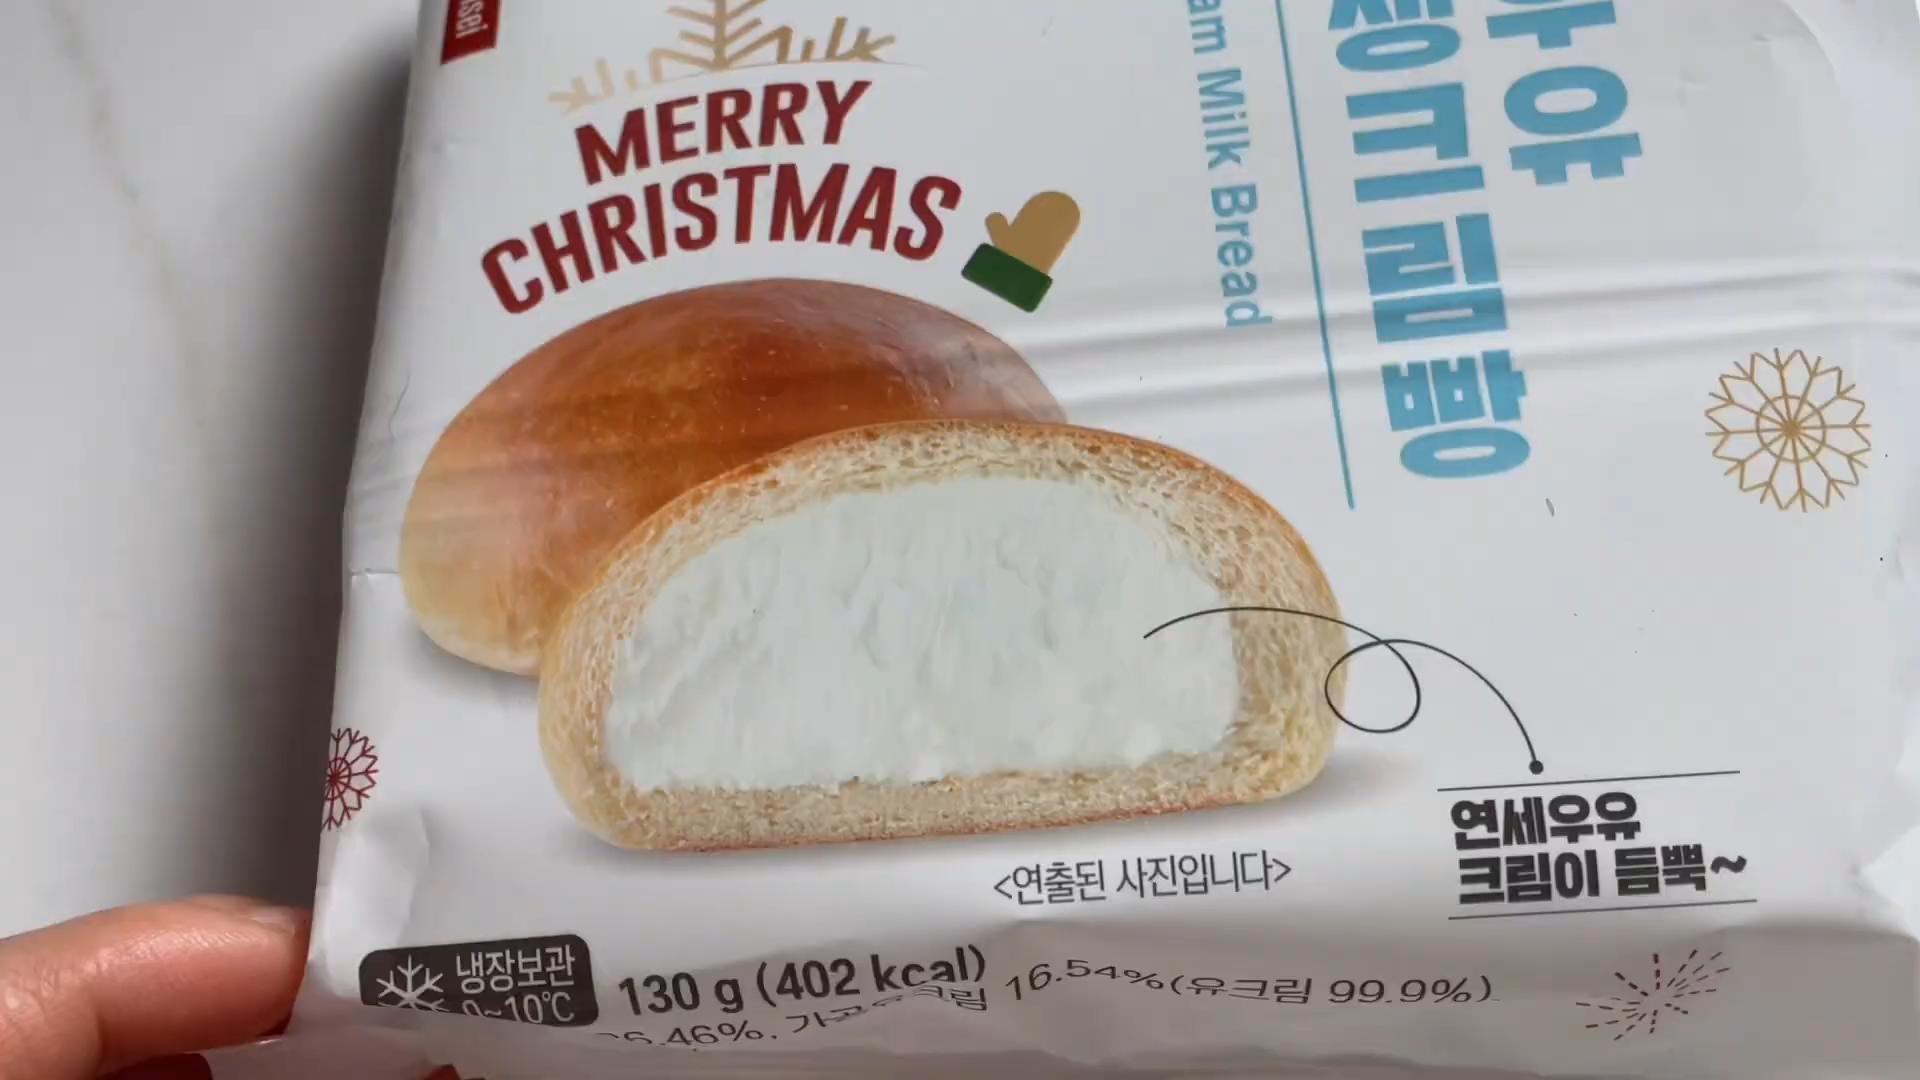 MERRY
CHRISTMAS
Milk Bread
우유
생크림빵
연세우유
크림이 듬뿍~
<연출된 사진입니다>
냉장보관
0~10℃
130 g (402 kcal)
16.54%(유크림 99.9%)